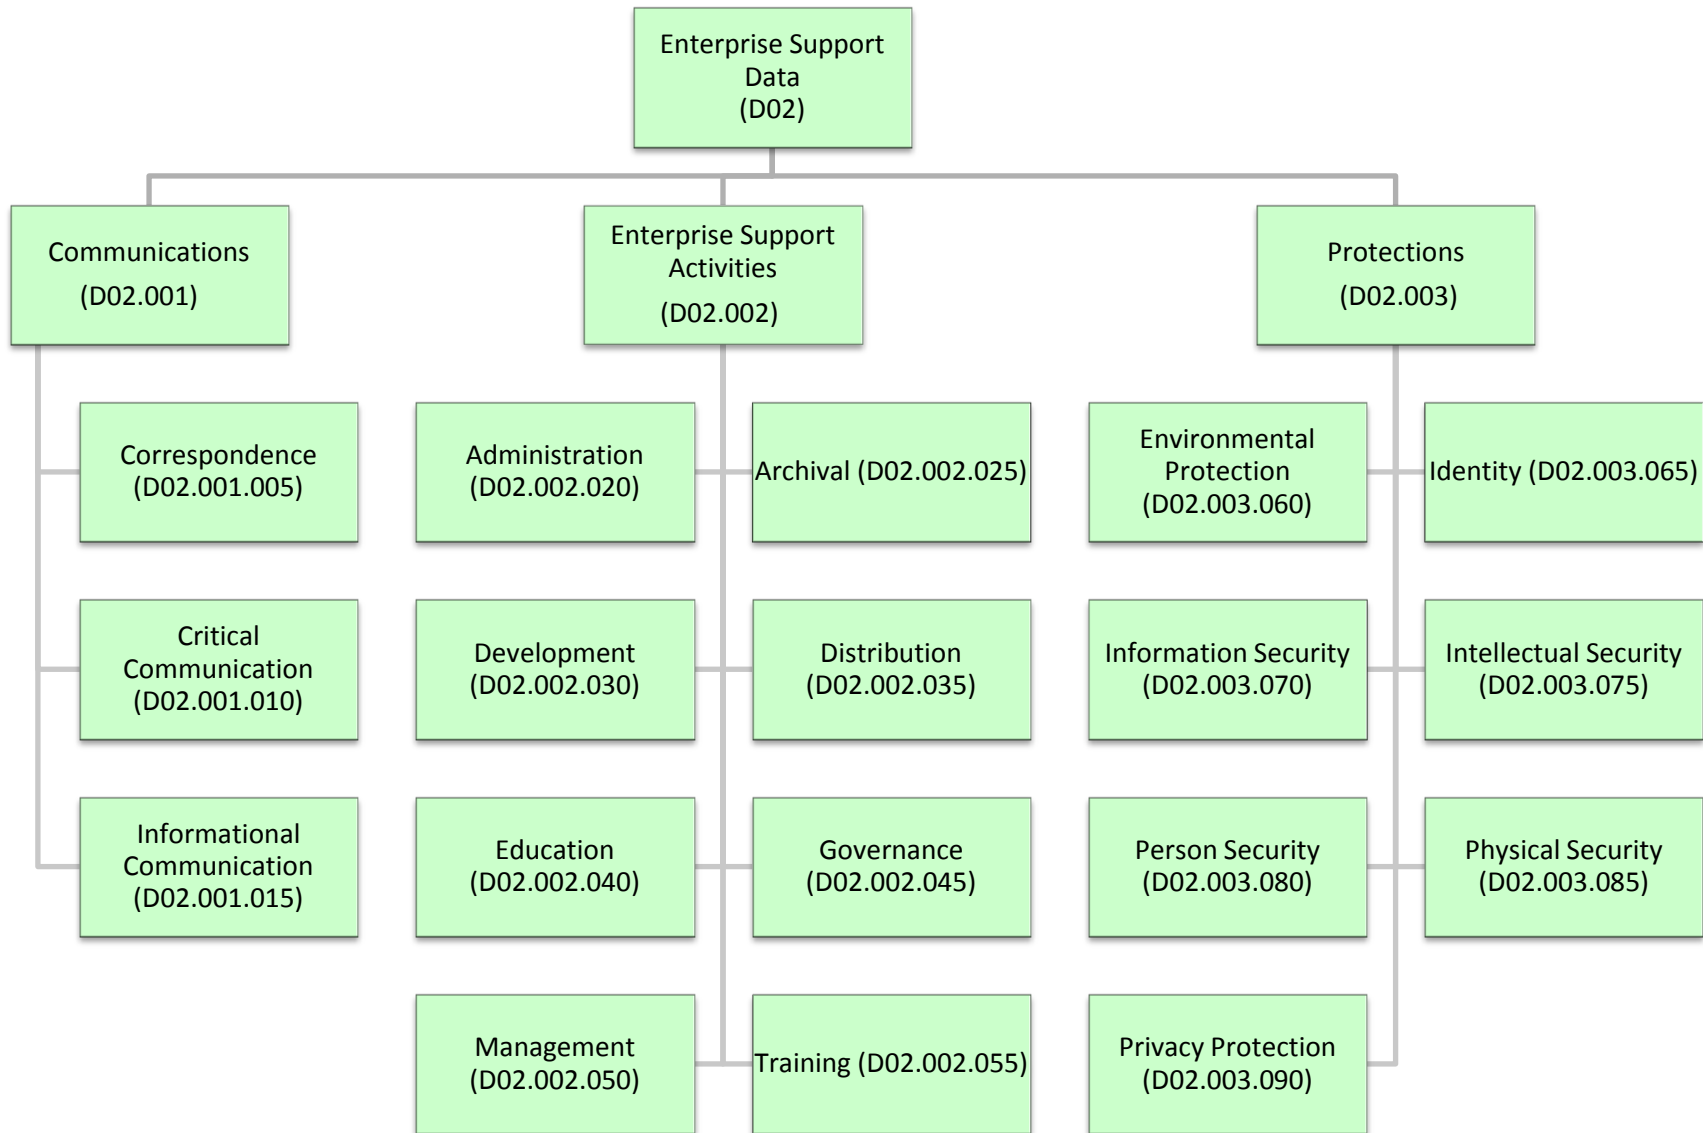 Enterprise Support
Data
(D02)
Communications
(D02.001)
Enterprise Support
Activities
(D02.002)
Protections
(D02.003)
Correspondence
(D02.001.005)
Critical
Communication
(D02.001.010)
Informational
Communication
(D02.001.015)
Administration
(D02.002.020)
Archival (D02.002.025)
Development
(D02.002.030)
Distribution
(D02.002.035)
Education
(D02.002.040)
Governance
(D02.002.045)
Management
(D02.002.050)
Training (D02.002.055)
Environmental
Protection
(D02.003.060)
Identity (D02.003.065)
Information Security
(D02.003.070)
Intellectual Security
(D02.003.075)
Person Security
(D02.003.080)
Physical Security
(D02.003.085)
Privacy Protection
(D02.003.090)